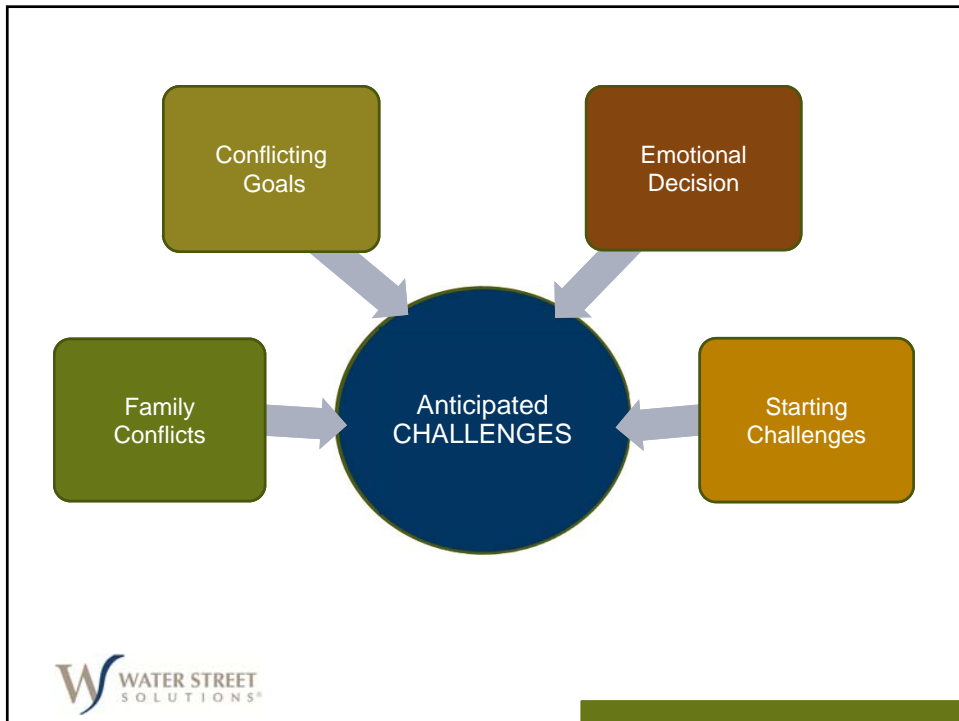 Conflicting
Goals
Emotional
Decision
Family
Conflicts
Anticipated
CHALLENGES
Starting
Challenges
WATER STREET
SOLUTIONS®